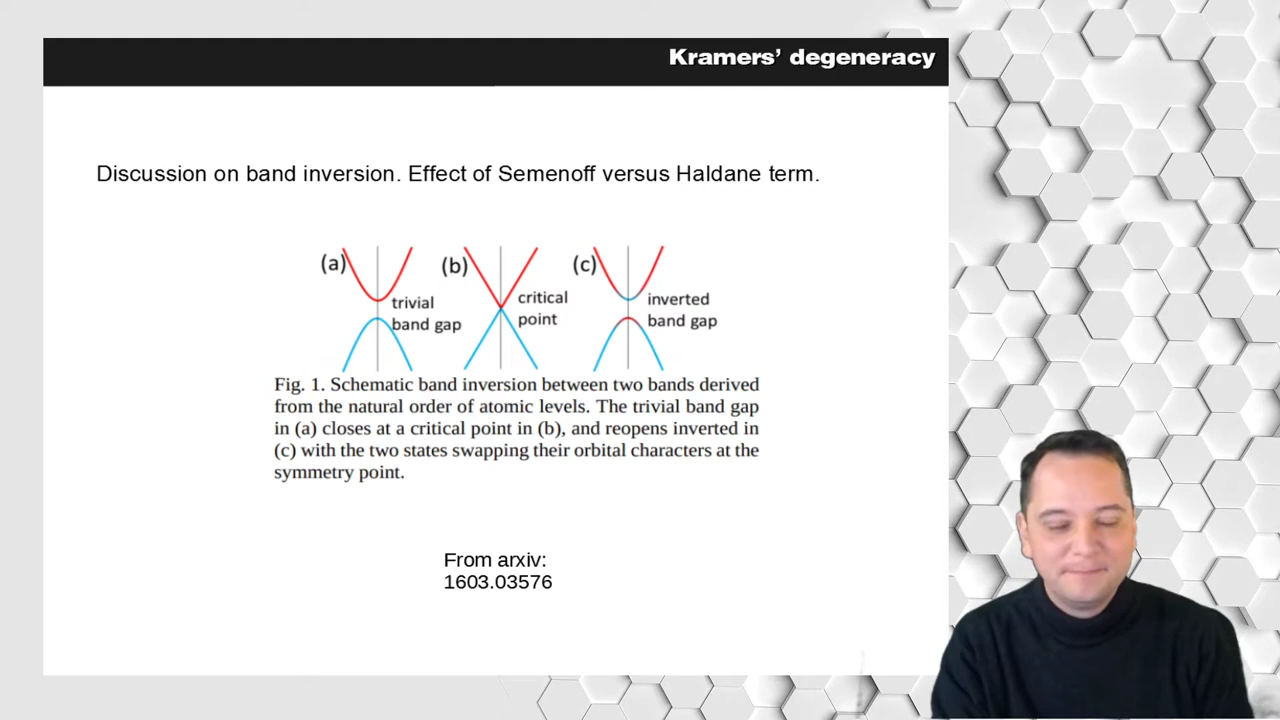 Kramers’ degeneracy
Discussion on band inversion. Effect of Semenoff versus Haldane term.
(a) (b) (c)
trivial
band gap
critical
point
inverted
band gap
Fig. 1. Schematic band inversion between two bands derived
from the natural order of atomic levels. The trivial band gap
in (a) closes at a critical point in (b), and reopens inverted in
(c) with the two states swapping their orbital characters at the
symmetry point.
From arxiv:
1603.03576